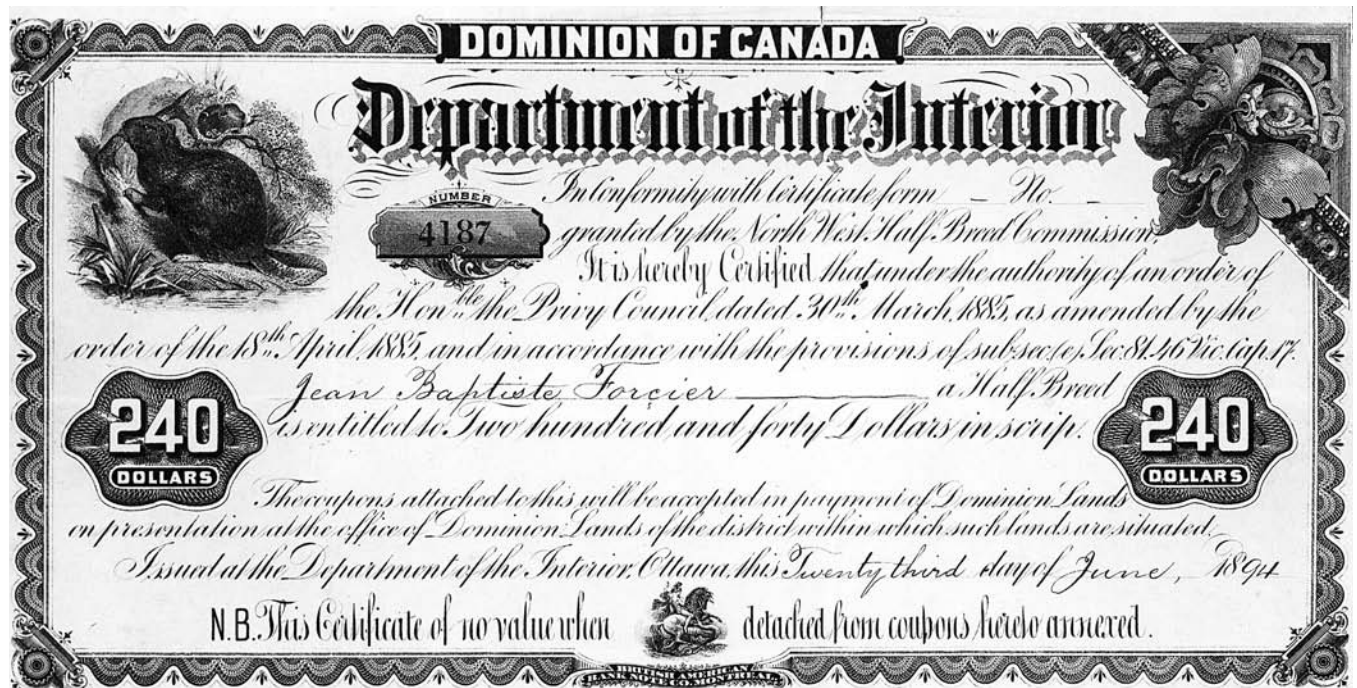 DOMINION OF CANADA
Department of the Interior
In Conformity with Certificate form — No. —
NUMBER
4187
granted by the North West Half Breed Commission,
It is hereby Certified that under the authority of an order of
the Hon.ble the Privy Council dated 30th March 1885, as amended by the
order of the 18th April 1885, and in accordance with the provisions of sub-sec (e) Sec. 81. 46 Vic. Cap. 17.
Jean Baptiste Forcier a Half Breed
is entitled to Two hundred and forty Dollars in scrip.
240
DOLLARS
240
DOLLARS
The coupons attached to this will be accepted in payment of Dominion Lands
on presentation at the office of Dominion Lands of the district within which such lands are situated.
Issued at the Department of the Interior, Ottawa, this Twenty third day of June, 1894
N.B. This Certificate of no value when detached from coupons hereto annexed.
BRITISH AMERICAN
BANK NOTE CO. MONTREAL